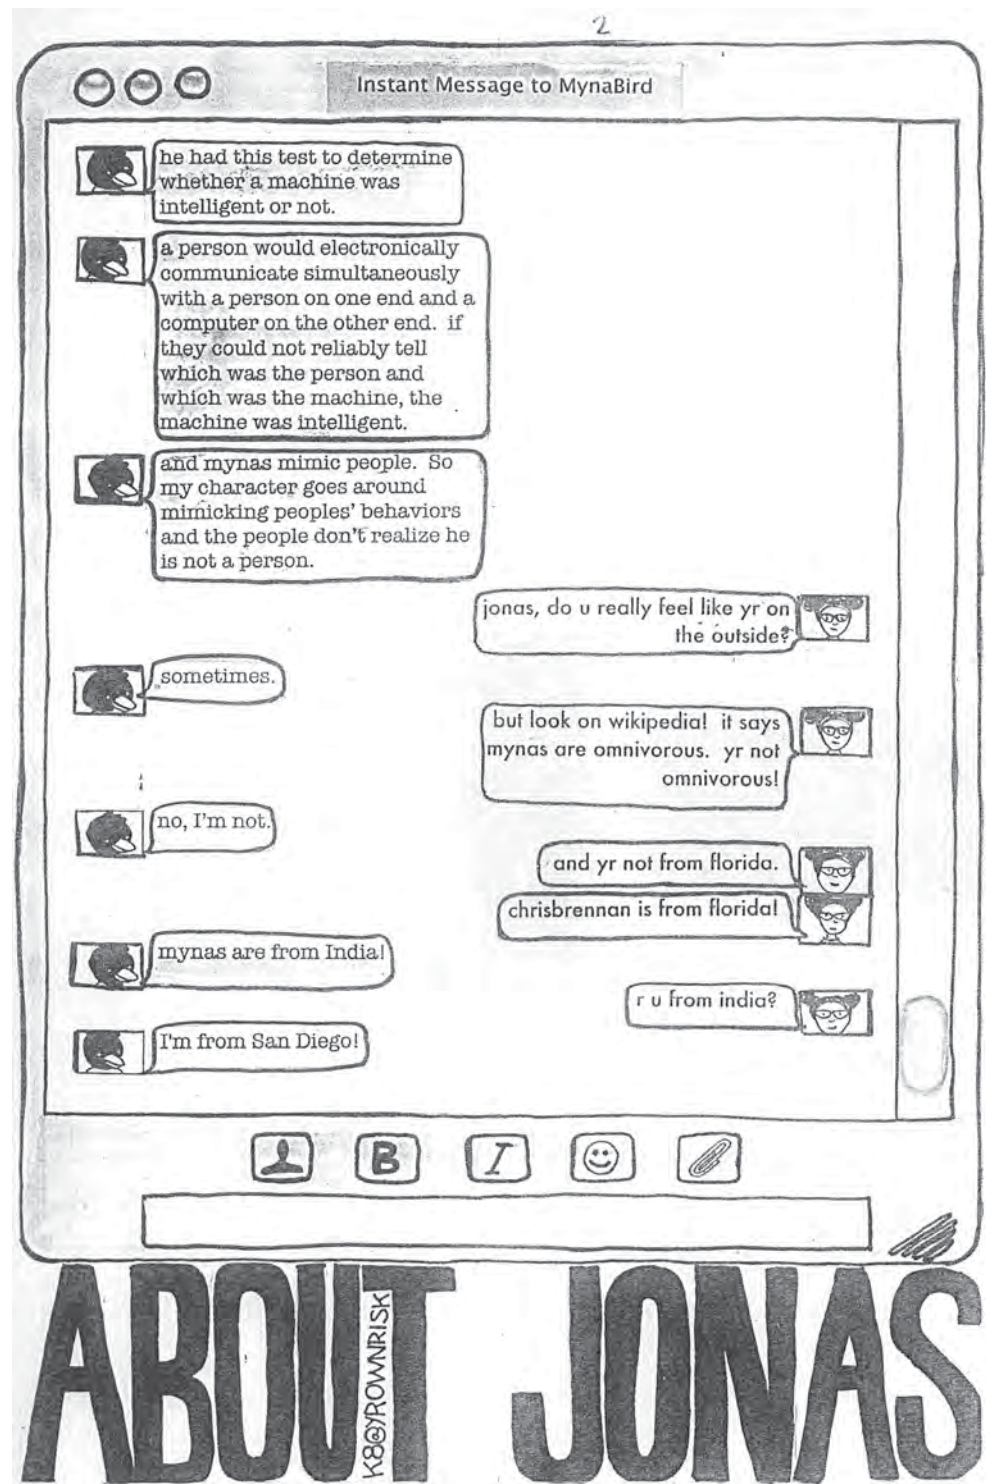 2
Instant Message to MynaBird
he had this test to determine
whether a machine was
intelligent or not.
a person would electronically
communicate simultaneously
with a person on one end and a
computer on the other end.  if
they could not reliably tell
which was the person and
which was the machine, the
machine was intelligent.
and mynas mimic people.  So
my character goes around
mimicking peoples' behaviors
and the people don't realize he
is not a person.
jonas, do u really feel like yr on
the outside?
sometimes.
but look on wikipedia!  it says
mynas are omnivorous.  yr not
omnivorous!
no, I'm not.
and yr not from florida.
chrisbrennan is from florida!
mynas are from India!
r u from india?
I'm from San Diego!
B
I
ABOUT JONAS
K8@YROWNRISK